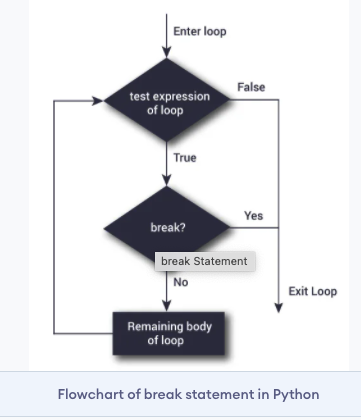 Enter loop
test expression
of loop
False
True
break?
Yes
break Statement
No
Exit Loop
Remaining body
of loop
Flowchart of break statement in Python